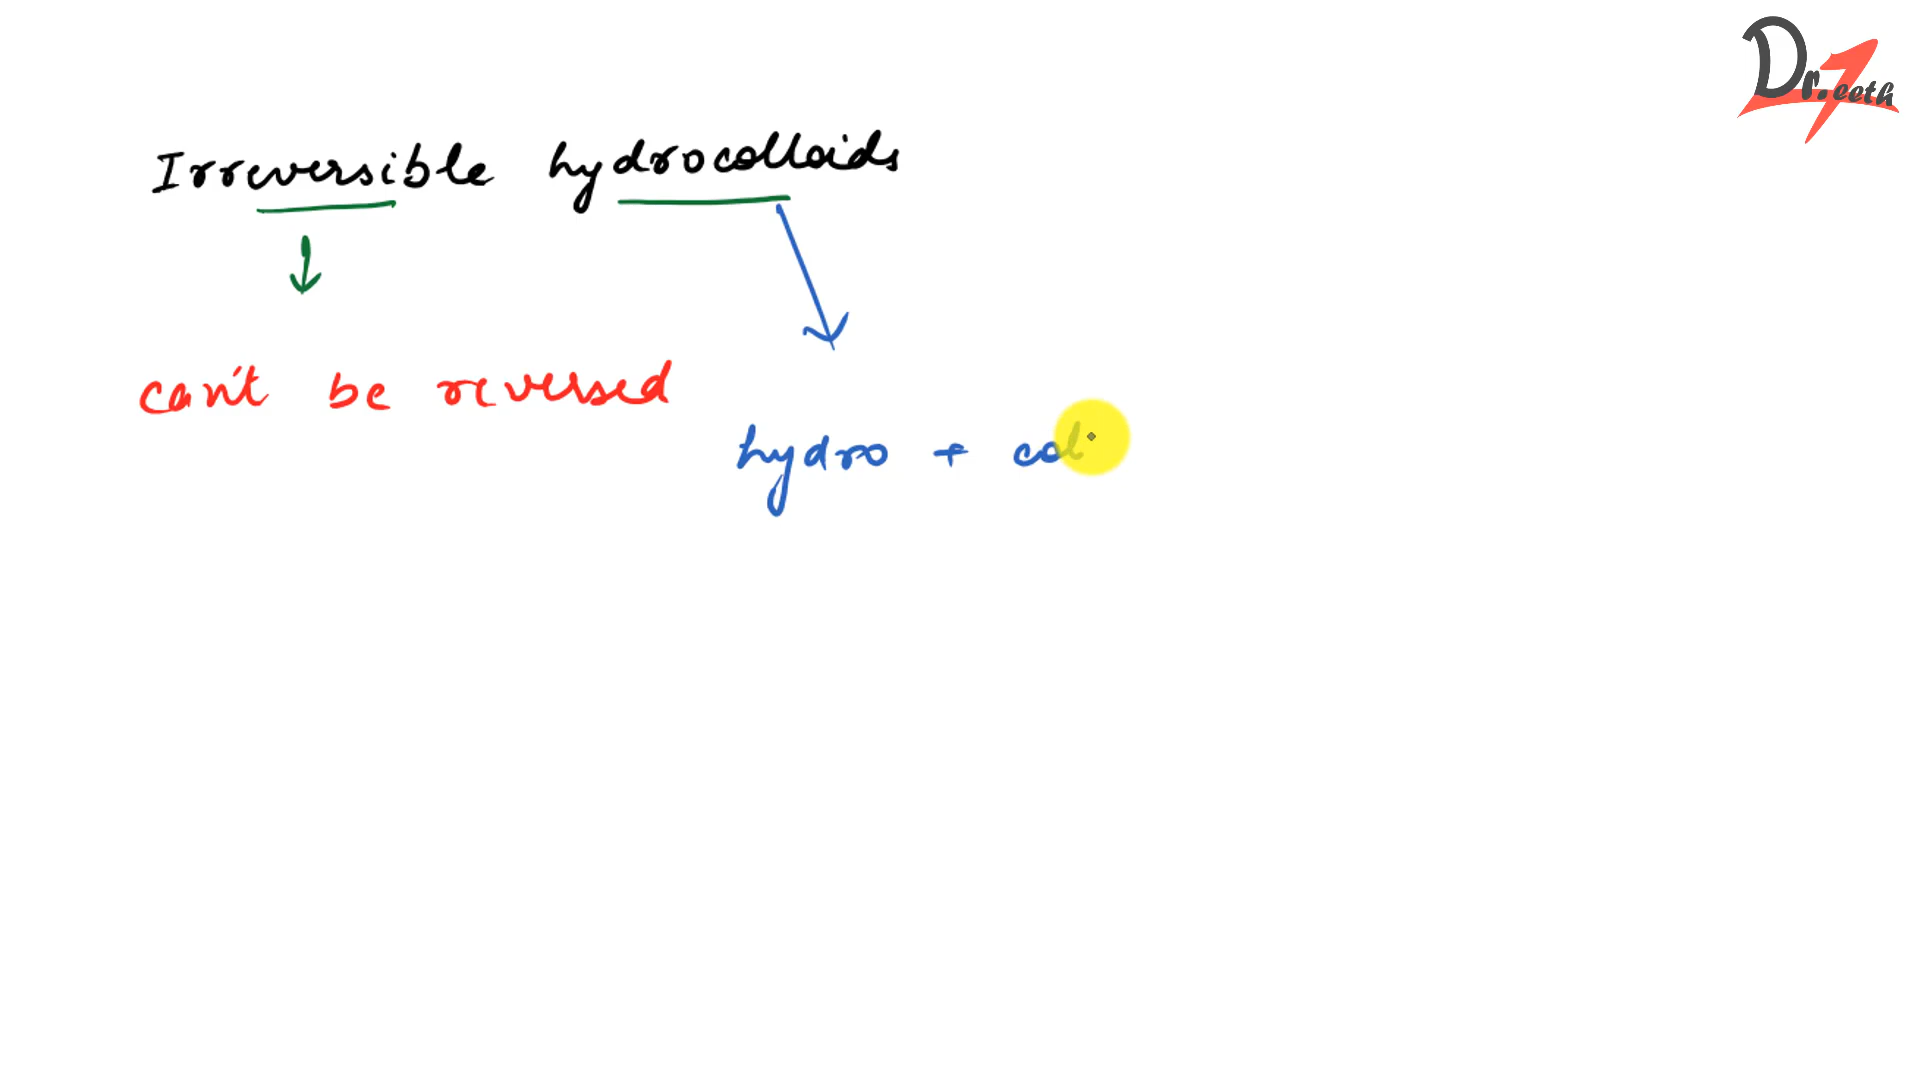 Dr. Teeth
Irreversible hydrocolloids
can't be reversed
hydro + col